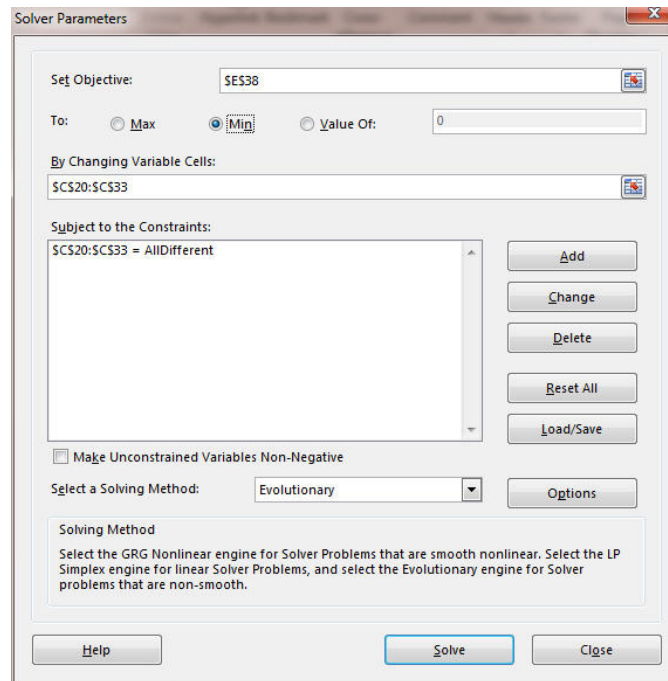 Solver Parameters
Set Objective: $E$38
To: Max Min Value Of: 0
By Changing Variable Cells:
$C$20:$C$33
Subject to the Constraints:
$C$20:$C$33 = AllDifferent
Add
Change
Delete
Reset All
Load/Save
Make Unconstrained Variables Non-Negative
Select a Solving Method: Evolutionary Options
Solving Method
Select the GRG Nonlinear engine for Solver Problems that are smooth nonlinear. Select the LP
Simplex engine for linear Solver Problems, and select the Evolutionary engine for Solver
problems that are non-smooth.
Help Solve Close